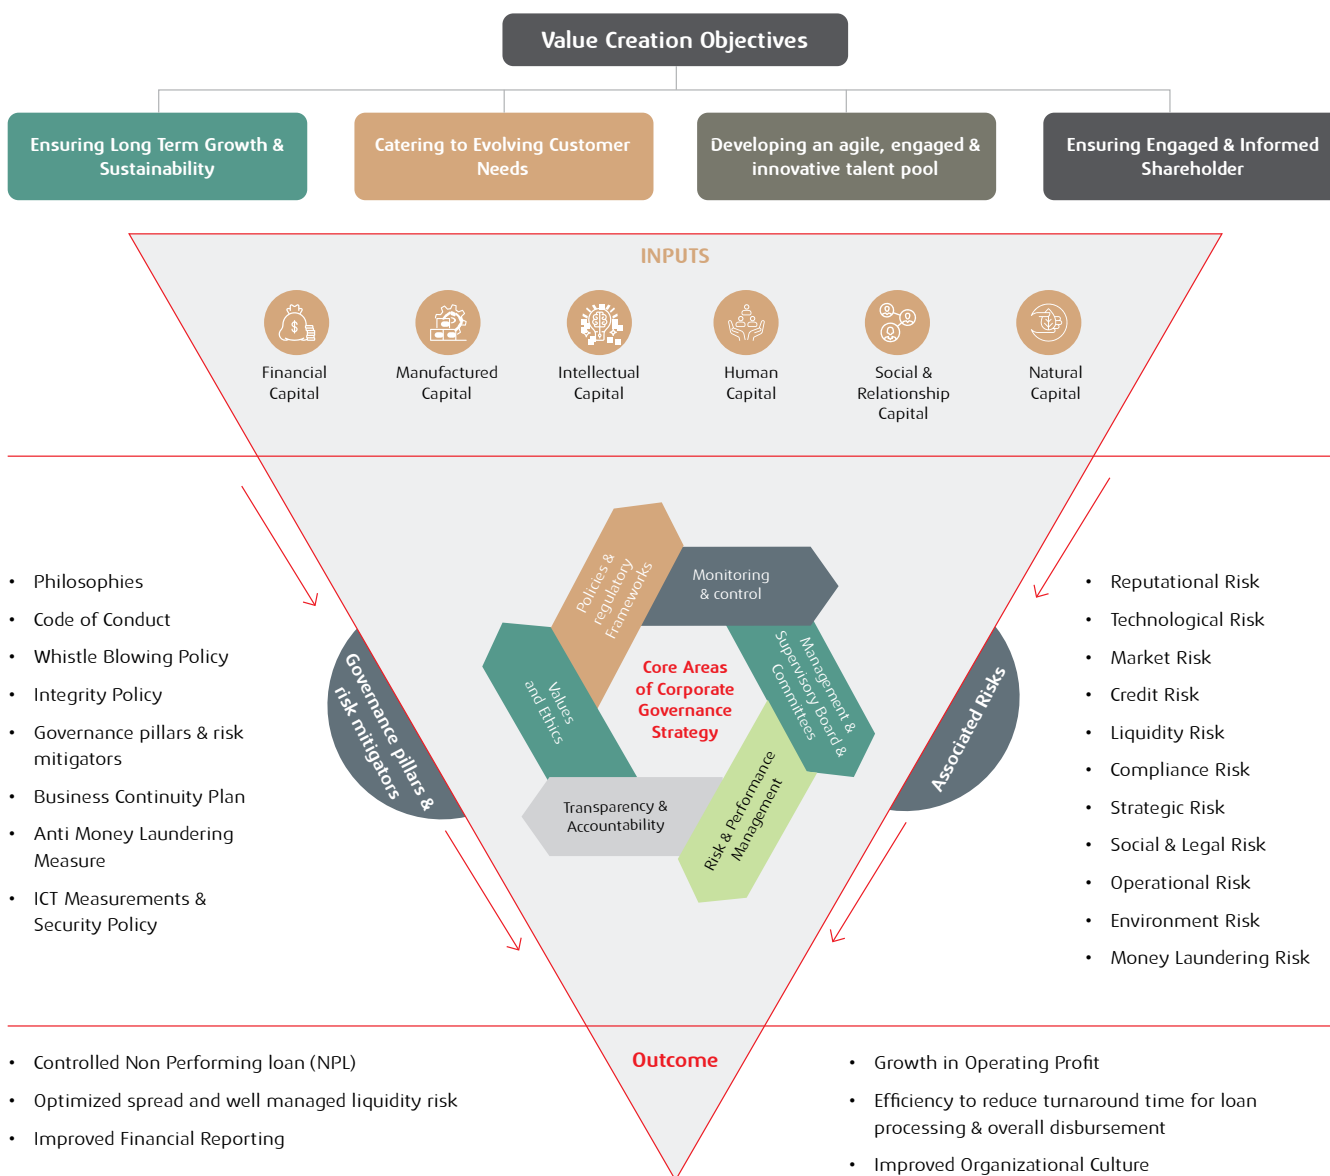 Value Creation Objectives
Ensuring Long Term Growth &
Sustainability
Catering to Evolving Customer
Needs
Developing an agile, engaged &
innovative talent pool
Ensuring Engaged & Informed
Shareholder
INPUTS
Financial
Capital
Manufactured
Capital
Intellectual
Capital
Human
Capital
Social &
Relationship
Capital
Natural
Capital
• Philosophies
• Code of Conduct
• Whistle Blowing Policy
• Integrity Policy
• Governance pillars & risk
mitigators
• Business Continuity Plan
• Anti Money Laundering
Measure
• ICT Measurements &
Security Policy
Governance pillars &
risk mitigators
Policies &
regulatory
Frameworks
Monitoring
& control
Management &
Supervisory Board &
Committees
Risk & Performance
Management
Transparency &
Accountability
Values
and Ethics
Core Areas
of Corporate
Governance
Strategy
Associated Risks
• Reputational Risk
• Technological Risk
• Market Risk
• Credit Risk
• Liquidity Risk
• Compliance Risk
• Strategic Risk
• Social & Legal Risk
• Operational Risk
• Environment Risk
• Money Laundering Risk
Outcome
• Controlled Non Performing loan (NPL)
• Optimized spread and well managed liquidity risk
• Improved Financial Reporting
• Growth in Operating Profit
• Efficiency to reduce turnaround time for loan
processing & overall disbursement
• Improved Organizational Culture